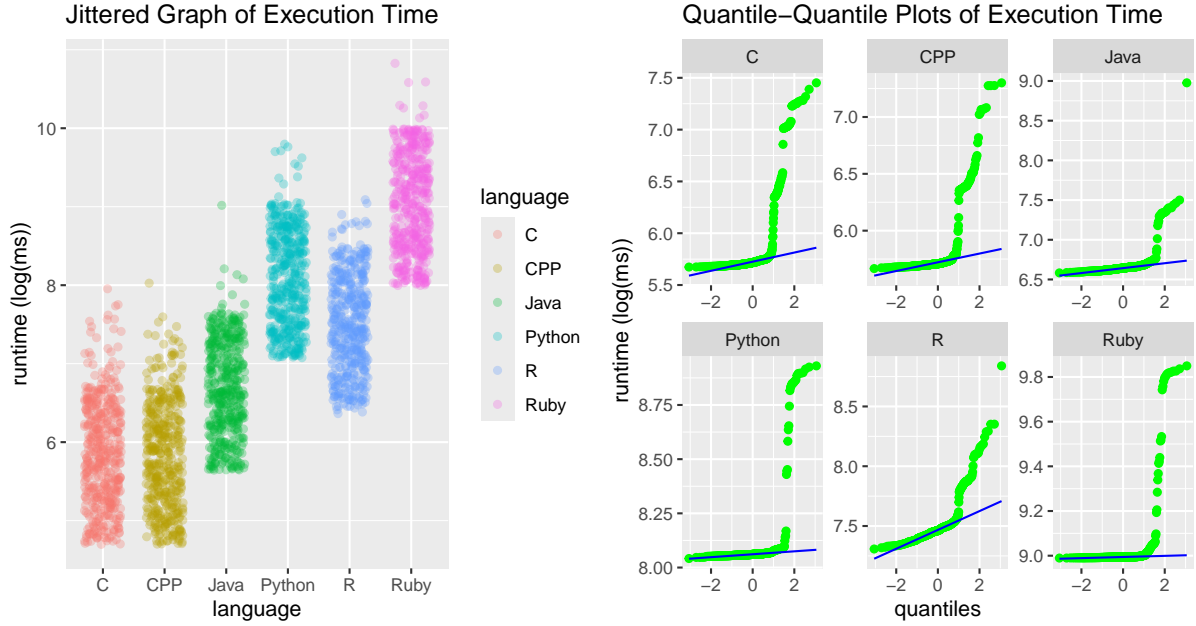 Jittered Graph of Execution Time
runtime (log(ms))
10
8
6
C
CPP
Java
Python
R
Ruby
language
language
C
CPP
Java
Python
R
Ruby
Quantile−Quantile Plots of Execution Time
runtime (log(ms))
C
7.5
7.0
6.5
6.0
5.5
−2
0
2
CPP
7.0
6.5
6.0
−2
0
2
Java
9.0
8.5
8.0
7.5
7.0
6.5
−2
0
2
Python
8.75
8.50
8.25
8.00
−2
0
2
R
8.5
8.0
7.5
−2
0
2
Ruby
9.8
9.6
9.4
9.2
9.0
−2
0
2
quantiles